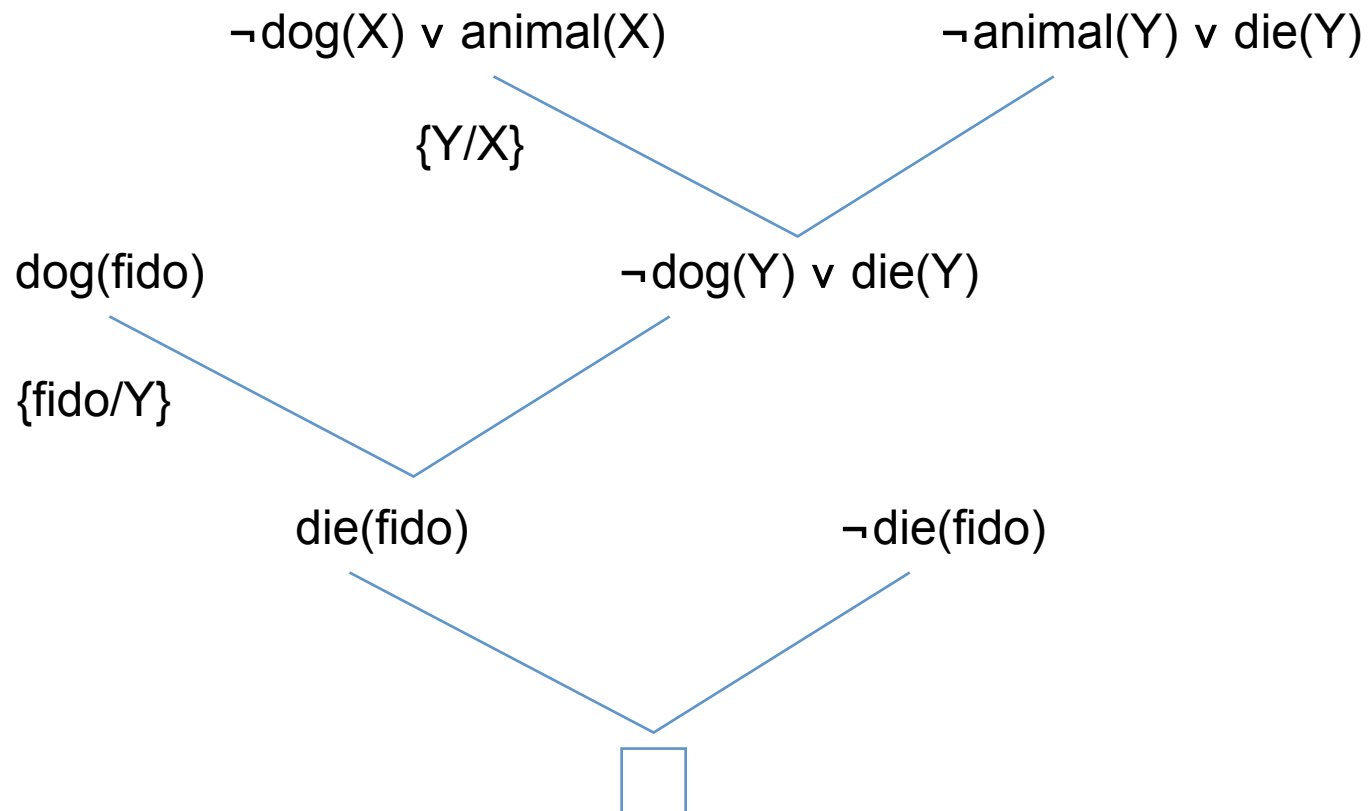 ¬dog(X) v animal(X) ¬animal(Y) v die(Y)
{Y/X}
dog(fido) ¬dog(Y) v die(Y)
{fido/Y}
die(fido) ¬die(fido)